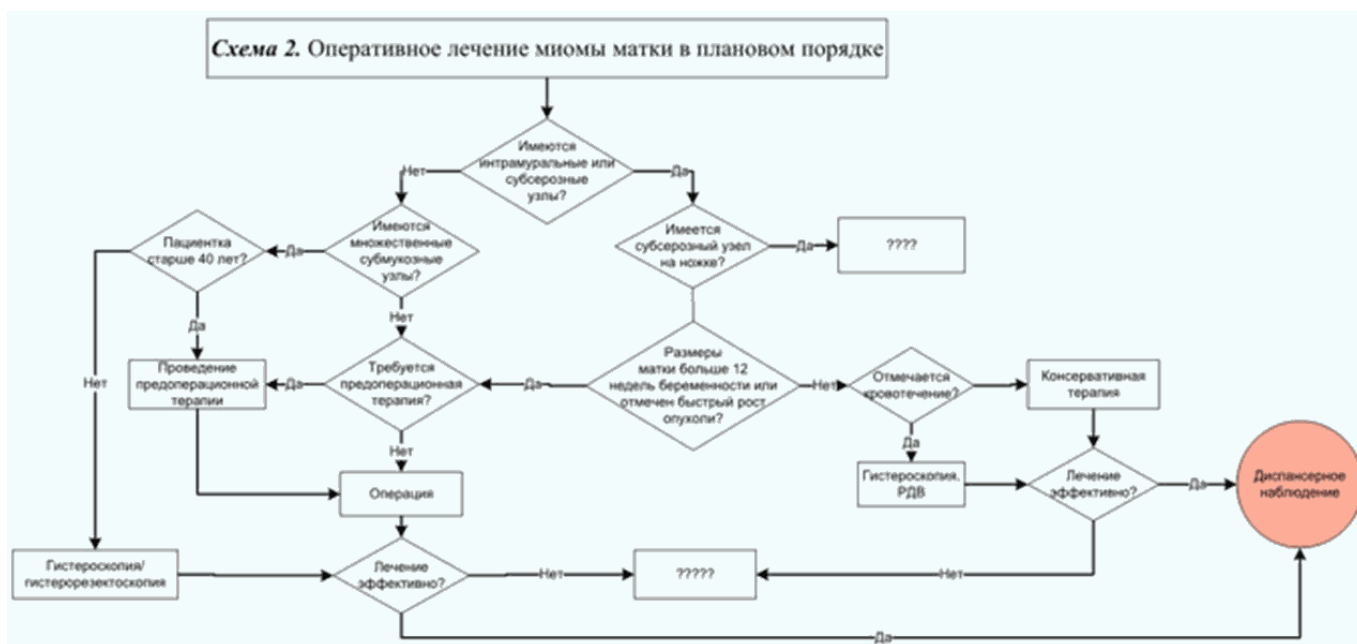 Схема 2. Оперативное лечение миомы матки в плановом порядке
Имеются
интрамуральные или
субсерозные
узлы?
Нет
Да
Пациентка
старше 40 лет?
Да
Имеются
множественные
субмукозные
узлы?
Имеется
субсерозный узел
на ножке?
Да
????
Да
Нет
Нет
Проведение
предоперационной
терапии
Да
Требуется
предоперационная
терапия?
Да
Размеры
матки больше 12
недель беременности или
отмечен быстрый рост
опухоли?
Нет
Отмечается
кровотечение?
Консервативная
терапия
Нет
Да
Операция
Гистероскопия,
РДВ
Лечение
эффективно?
Да
Диспансерное
наблюдение
Гистероскопия/
гистерорезектоскопия
Лечение
эффективно?
Нет
?????
Нет
Да